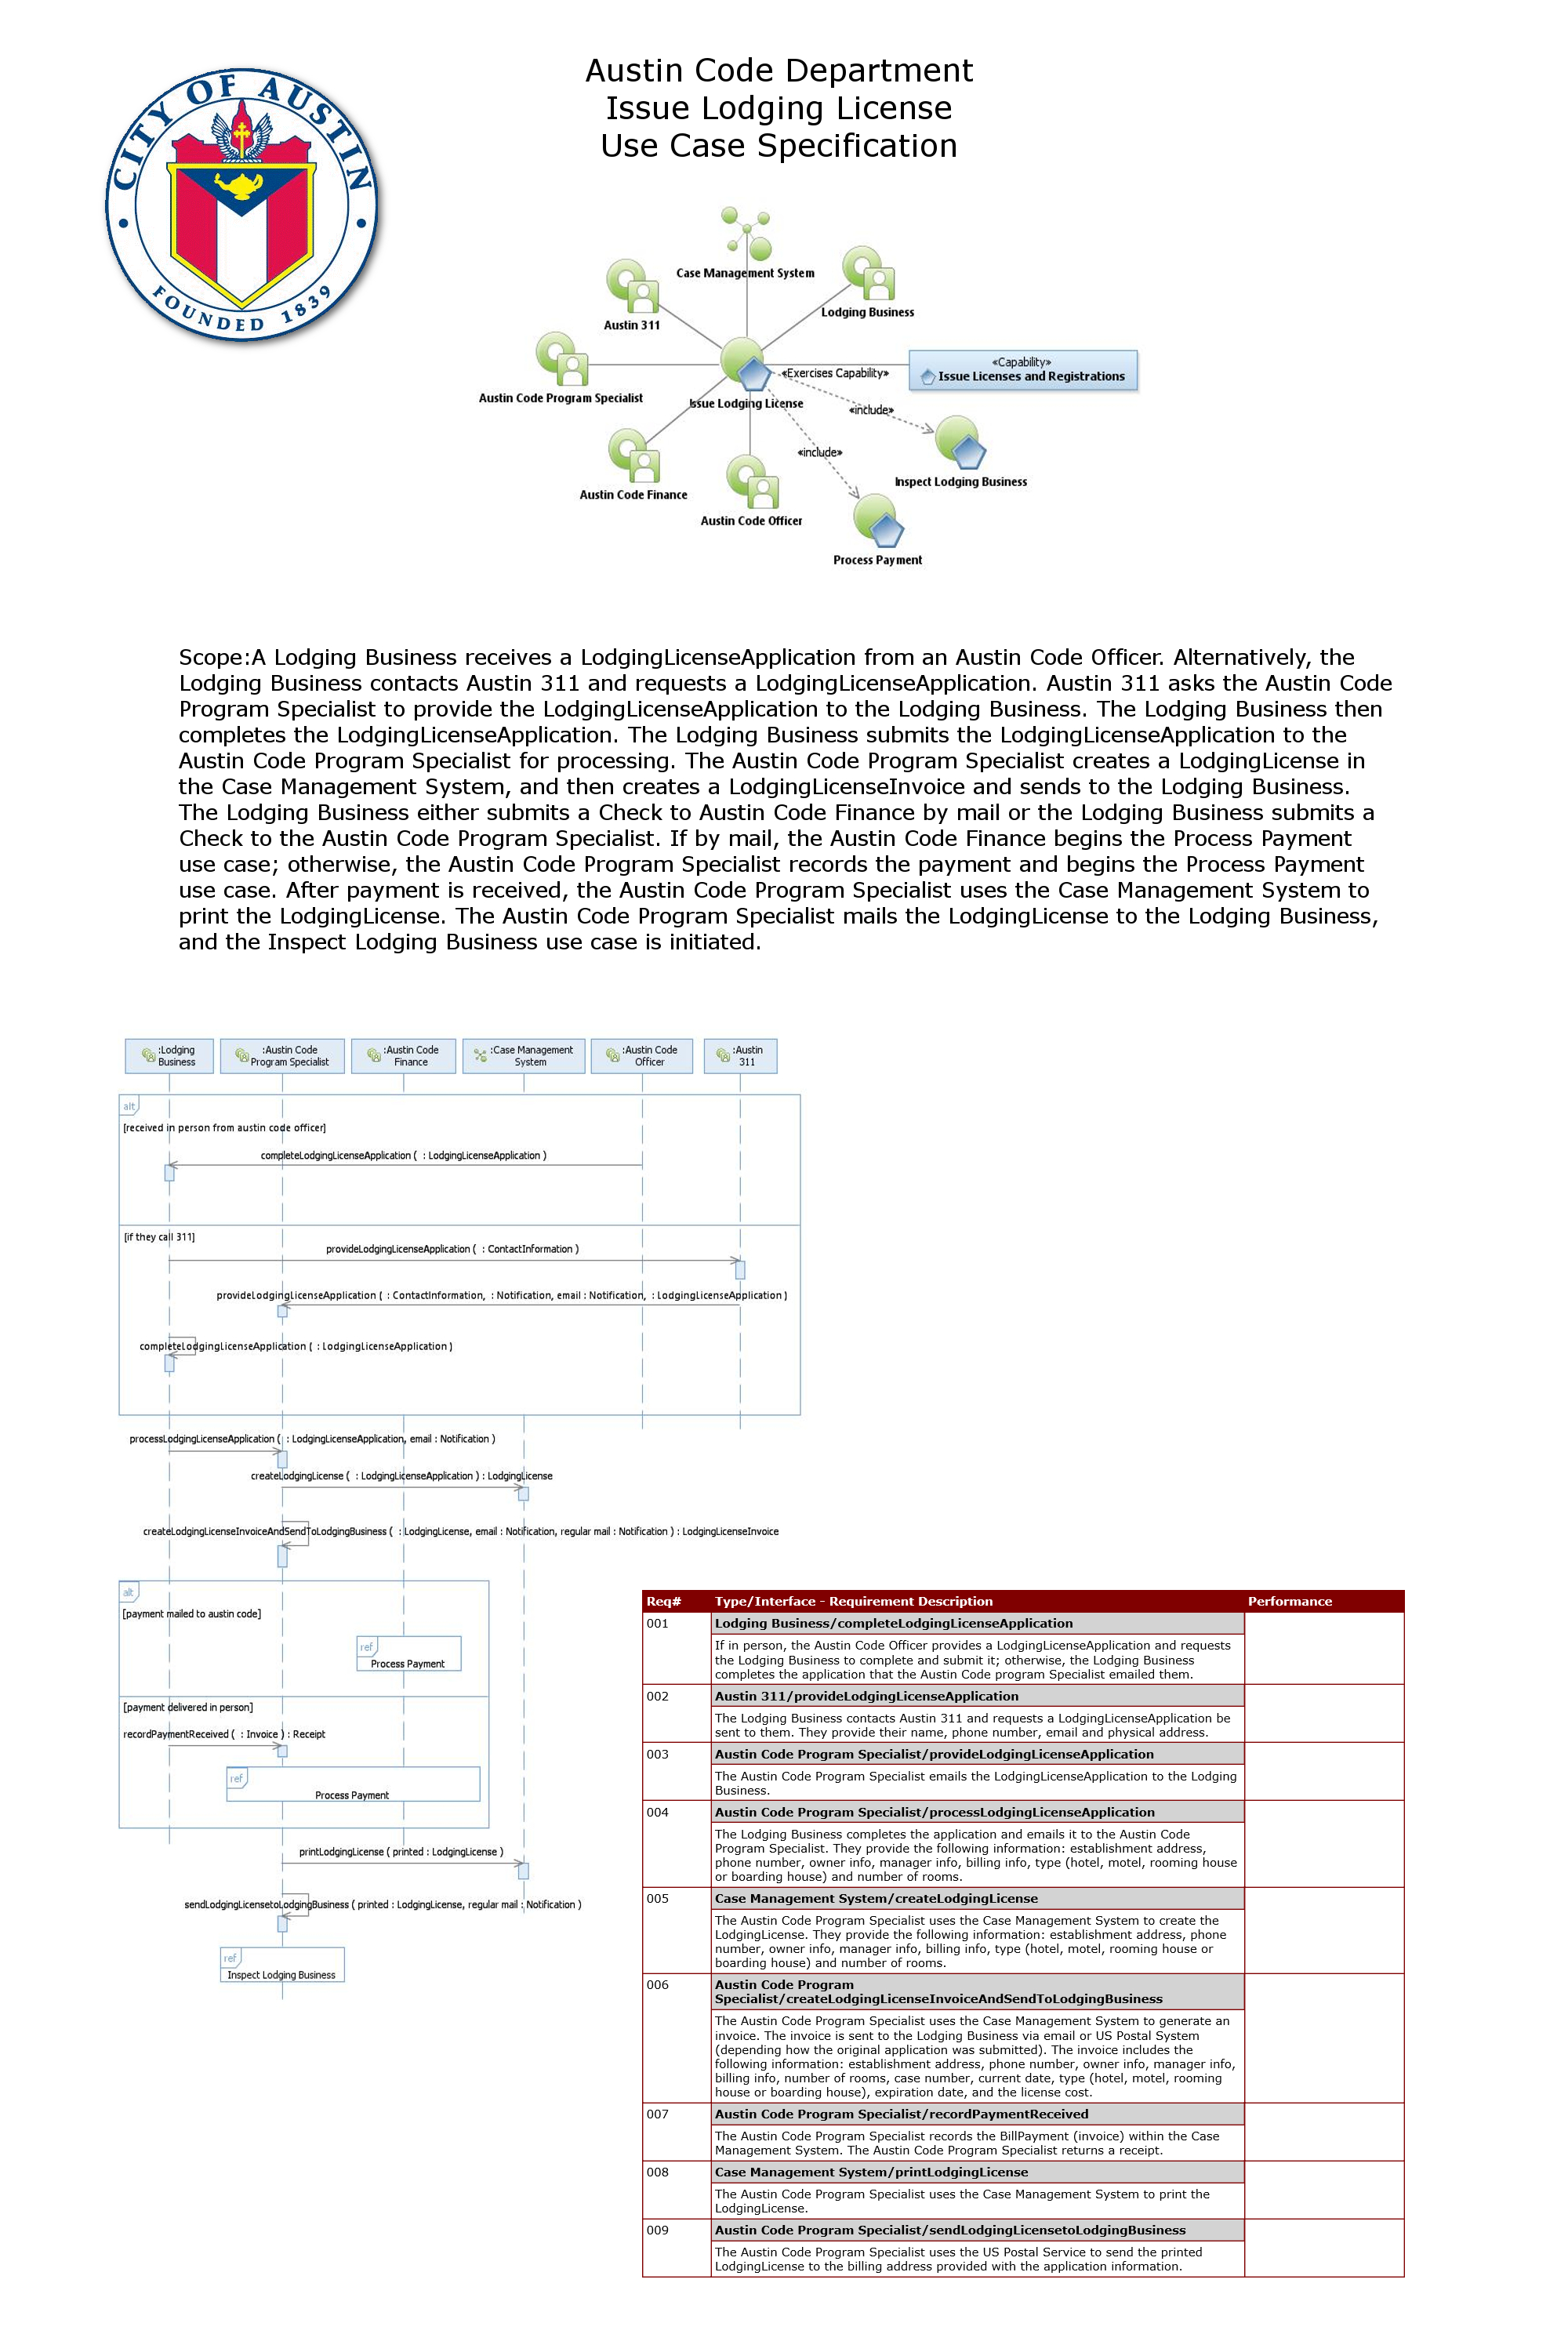 CITY OF AUSTIN
FOUNDED 1839
Austin Code Department
Issue Lodging License
Use Case Specification
Case Management System
Lodging Business
Austin 311
«Capability»
Issue Licenses and Registrations
«Exercises Capability»
Austin Code Program Specialist
Issue Lodging License
«include»
«include»
Inspect Lodging Business
Austin Code Finance
Austin Code Officer
Process Payment
Scope:A Lodging Business receives a LodgingLicenseApplication from an Austin Code Officer. Alternatively, the
Lodging Business contacts Austin 311 and requests a LodgingLicenseApplication. Austin 311 asks the Austin Code
Program Specialist to provide the LodgingLicenseApplication to the Lodging Business. The Lodging Business then
completes the LodgingLicenseApplication. The Lodging Business submits the LodgingLicenseApplication to the
Austin Code Program Specialist for processing. The Austin Code Program Specialist creates a LodgingLicense in
the Case Management System, and then creates a LodgingLicenseInvoice and sends to the Lodging Business.
The Lodging Business either submits a Check to Austin Code Finance by mail or the Lodging Business submits a
Check to the Austin Code Program Specialist. If by mail, the Austin Code Finance begins the Process Payment
use case; otherwise, the Austin Code Program Specialist records the payment and begins the Process Payment
use case. After payment is received, the Austin Code Program Specialist uses the Case Management System to
print the LodgingLicense. The Austin Code Program Specialist mails the LodgingLicense to the Lodging Business,
and the Inspect Lodging Business use case is initiated.
:Lodging
Business
:Austin Code
Program Specialist
:Austin Code
Finance
:Case Management
System
:Austin Code
Officer
:Austin
311
alt
[received in person from austin code officer]
completeLodgingLicenseApplication ( : LodgingLicenseApplication )
[if they call 311]
provideLodgingLicenseApplication ( : ContactInformation )
provideLodgingLicenseApplication ( : ContactInformation, : Notification, email : Notification, : LodgingLicenseApplication )
completeLodgingLicenseApplication ( : LodgingLicenseApplication )
processLodgingLicenseApplication ( : LodgingLicenseApplication, email : Notification )
createLodgingLicense ( : LodgingLicenseApplication ) : LodgingLicense
createLodgingLicenseInvoiceAndSendToLodgingBusiness ( : LodgingLicense, email : Notification, regular mail : Notification ) : LodgingLicenseInvoice
alt
[payment mailed to austin code]
ref
Process Payment
[payment delivered in person]
recordPaymentReceived ( : Invoice ) : Receipt
ref
Process Payment
printLodgingLicense ( printed : LodgingLicense )
sendLodgingLicensetoLodgingBusiness ( printed : LodgingLicense, regular mail : Notification )
ref
Inspect Lodging Business
Req# Type/Interface - Requirement Description Performance
001 Lodging Business/completeLodgingLicenseApplication
If in person, the Austin Code Officer provides a LodgingLicenseApplication and requests
the Lodging Business to complete and submit it; otherwise, the Lodging Business
completes the application that the Austin Code program Specialist emailed them.
002 Austin 311/provideLodgingLicenseApplication
The Lodging Business contacts Austin 311 and requests a LodgingLicenseApplication be
sent to them. They provide their name, phone number, email and physical address.
003 Austin Code Program Specialist/provideLodgingLicenseApplication
The Austin Code Program Specialist emails the LodgingLicenseApplication to the Lodging
Business.
004 Austin Code Program Specialist/processLodgingLicenseApplication
The Lodging Business completes the application and emails it to the Austin Code
Program Specialist. They provide the following information: establishment address,
phone number, owner info, manager info, billing info, type (hotel, motel, rooming house
or boarding house) and number of rooms.
005 Case Management System/createLodgingLicense
The Austin Code Program Specialist uses the Case Management System to create the
LodgingLicense. They provide the following information: establishment address, phone
number, owner info, manager info, billing info, type (hotel, motel, rooming house or
boarding house) and number of rooms.
006 Austin Code Program
Specialist/createLodgingLicenseInvoiceAndSendToLodgingBusiness
The Austin Code Program Specialist uses the Case Management System to generate an
invoice. The invoice is sent to the Lodging Business via email or US Postal System
(depending how the original application was submitted). The invoice includes the
following information: establishment address, phone number, owner info, manager info,
billing info, number of rooms, case number, current date, type (hotel, motel, rooming
house or boarding house), expiration date, and the license cost.
007 Austin Code Program Specialist/recordPaymentReceived
The Austin Code Program Specialist records the BillPayment (invoice) within the Case
Management System. The Austin Code Program Specialist returns a receipt.
008 Case Management System/printLodgingLicense
The Austin Code Program Specialist uses the Case Management System to print the
LodgingLicense.
009 Austin Code Program Specialist/sendLodgingLicensetoLodgingBusiness
The Austin Code Program Specialist uses the US Postal Service to send the printed
LodgingLicense to the billing address provided with the application information.